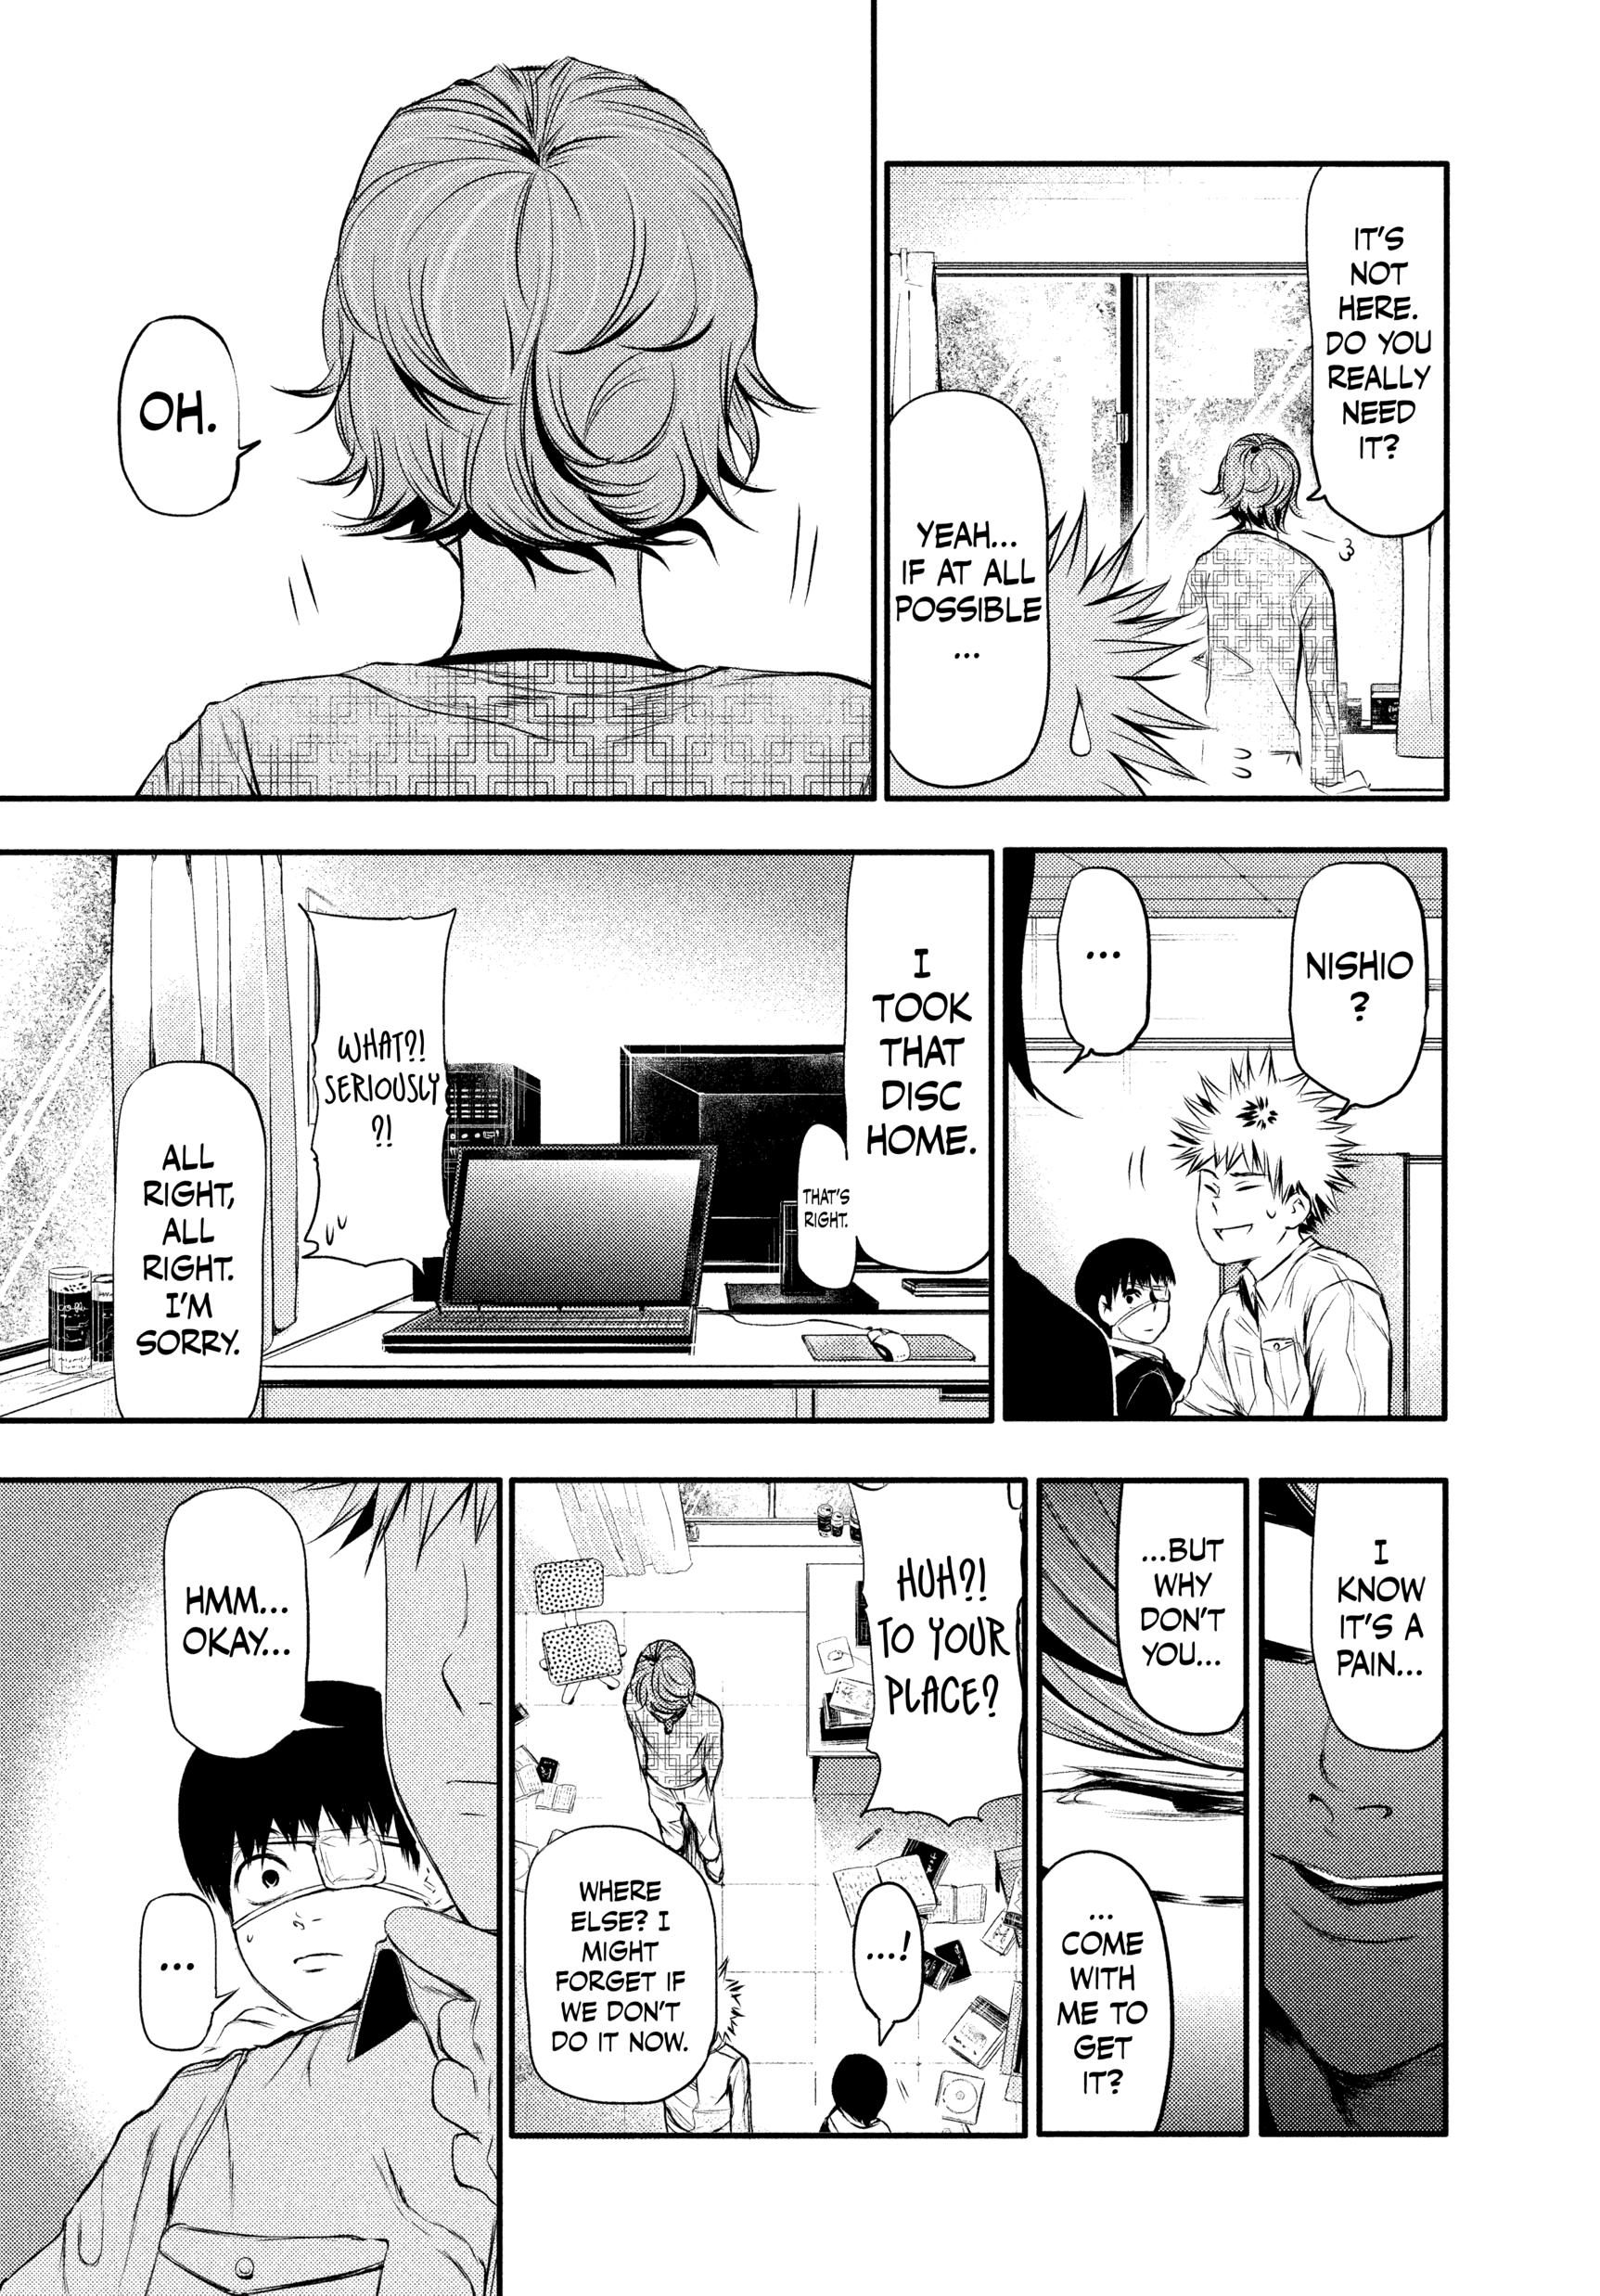 IT'S
NOT
HERE.
DO YOU
REALLY
NEED
IT?
YEAH...
IF AT ALL
POSSIBLE
...
OH.
NISHIO
?
...
I
TOOK
THAT
DISC
HOME.
THAT'S
RIGHT.
WHAT?!
SERIOUSLY
?!
ALL
RIGHT,
ALL
RIGHT.
I'M
SORRY.
I
KNOW
IT'S A
PAIN...
...BUT
WHY
DON'T
YOU...
...
COME
WITH
ME TO
GET
IT?
HUH?!
TO YOUR
PLACE?
...!
WHERE
ELSE? I
MIGHT
FORGET IF
WE DON'T
DO IT NOW.
HMM...
OKAY...
...